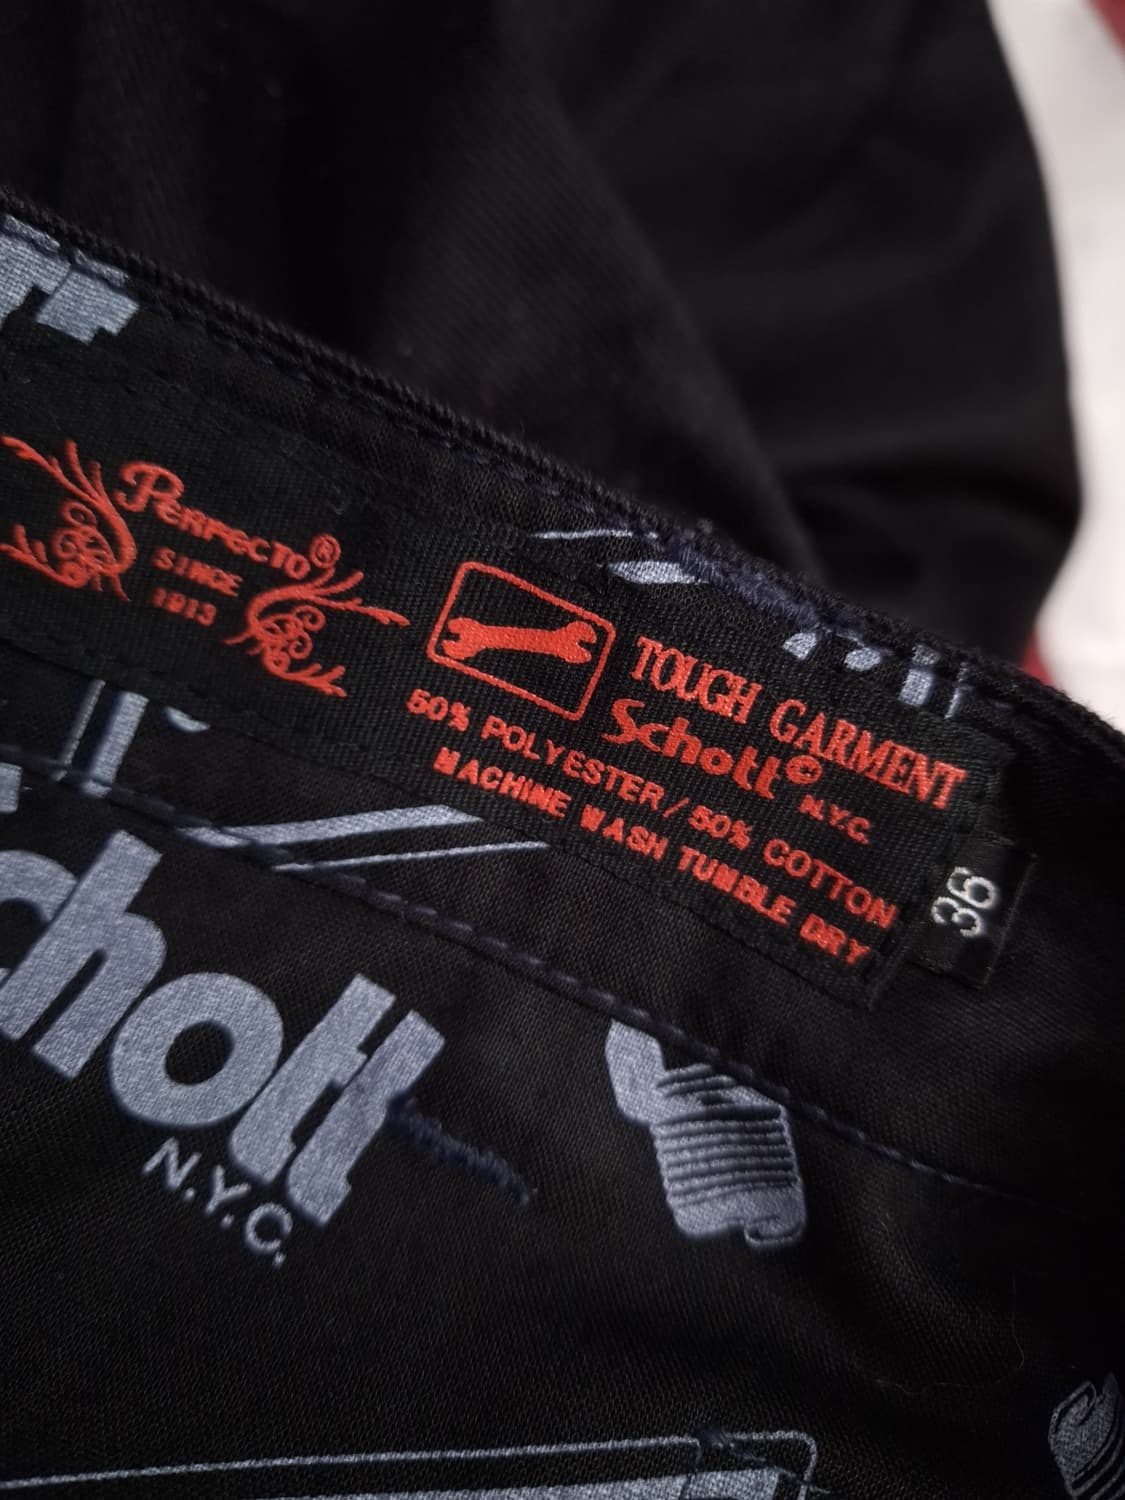 Perfecto®
SINCE
1913
TOUGH GARMENT
Schott©
N.Y.C.
50% POLYESTER/50% COTTON
MACHINE WASH TUMBLE DRY
36
chott
N.Y.C.